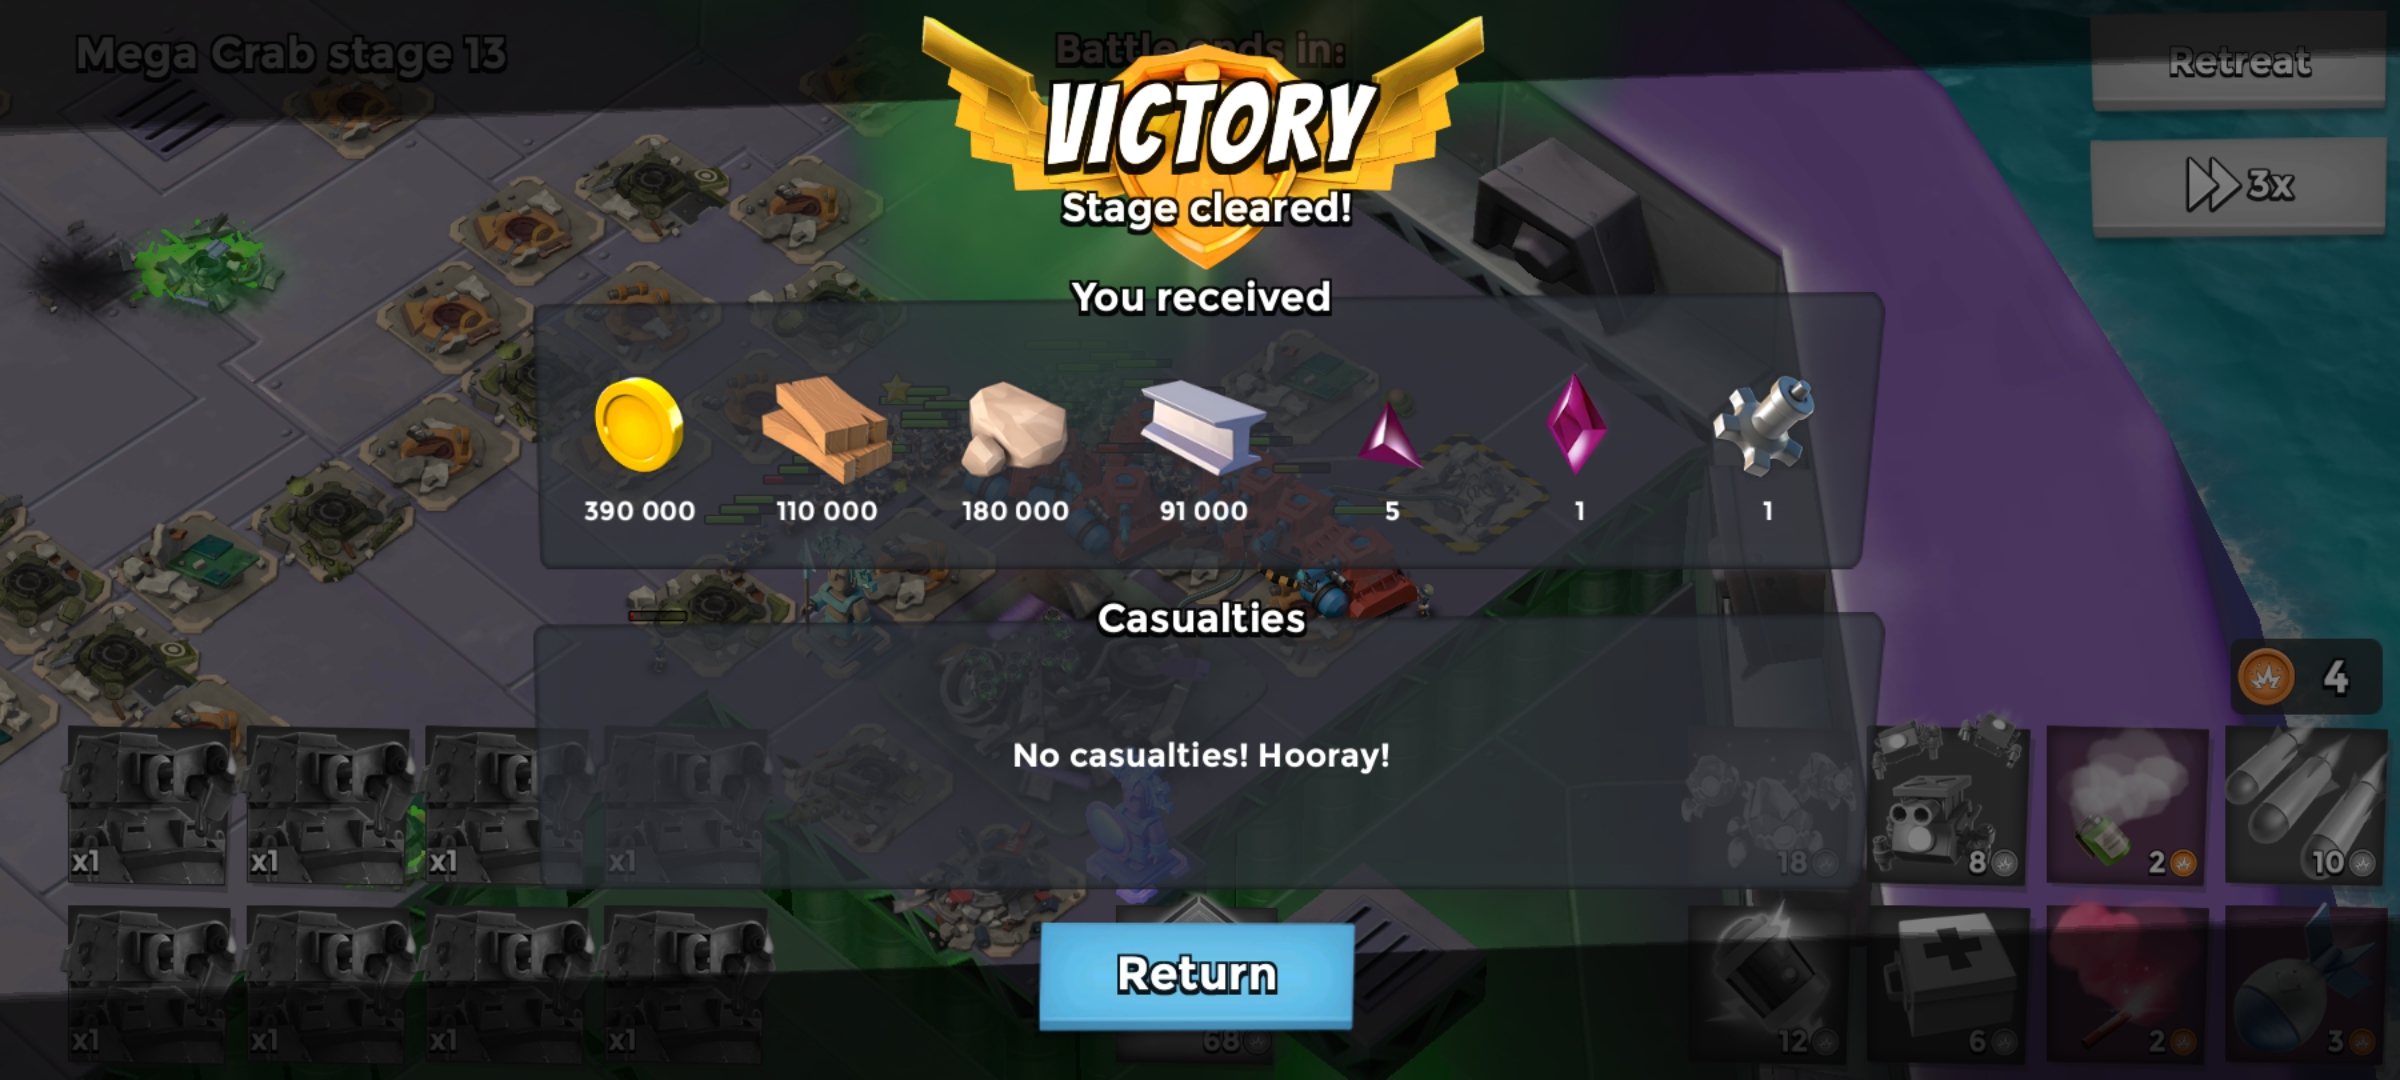 Mega Crab stage 13
Battle ends in:
Retreat
VICTORY
Stage cleared!
3x
You received
390 000
110 000
180 000
91 000
5
1
1
Casualties
No casualties! Hooray!
4
x1
x1
x1
x1
18
8
2
10
x1
x1
x1
x1
Return
68
12
6
2
3